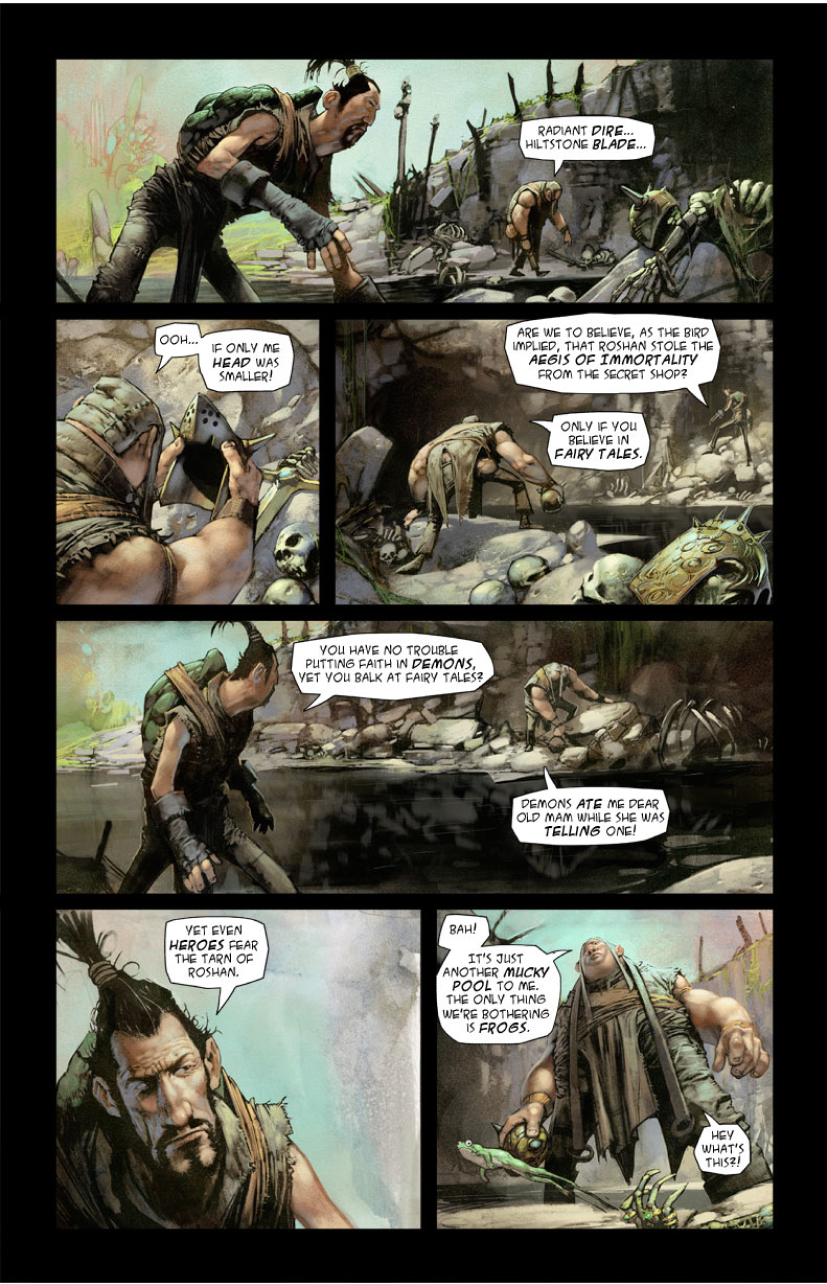 RADIANT DIRE...
HILTSTONE BLADE...
OOH...
IF ONLY ME
HEAD WAS
SMALLER!
ARE WE TO BELIEVE, AS THE BIRD
IMPLIED, THAT ROSHAN STOLE THE
AEGIS OF IMMORTALITY
FROM THE SECRET SHOP?
ONLY IF YOU
BELIEVE IN
FAIRY TALES.
YOU HAVE NO TROUBLE
PUTTING FAITH IN DEMONS,
YET YOU BALK AT FAIRY TALES?
DEMONS ATE ME DEAR
OLD MAM WHILE SHE WAS
TELLING ONE!
YET EVEN
HEROES FEAR
THE TARN OF
ROSHAN.
BAH!
IT'S JUST
ANOTHER MUCKY
POOL TO ME.
THE ONLY THING
WE'RE BOTHERING
IS FROGS.
HEY
WHAT'S
THIS?!